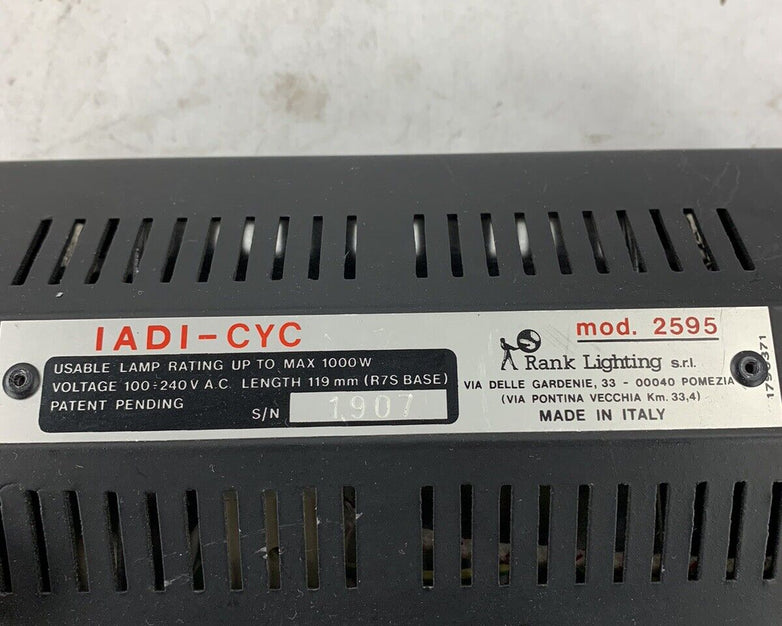 IADI-CYC
USABLE LAMP RATING UP TO MAX 1000W
VOLTAGE 100÷240V A.C. LENGTH 119 mm (R7S BASE)
PATENT PENDING
S/N 1907
mod. 2595
Rank Lighting s.r.l.
VIA DELLE GARDENIE, 33 - 00040 POMEZIA
(VIA PONTINA VECCHIA Km. 33,4)
MADE IN ITALY